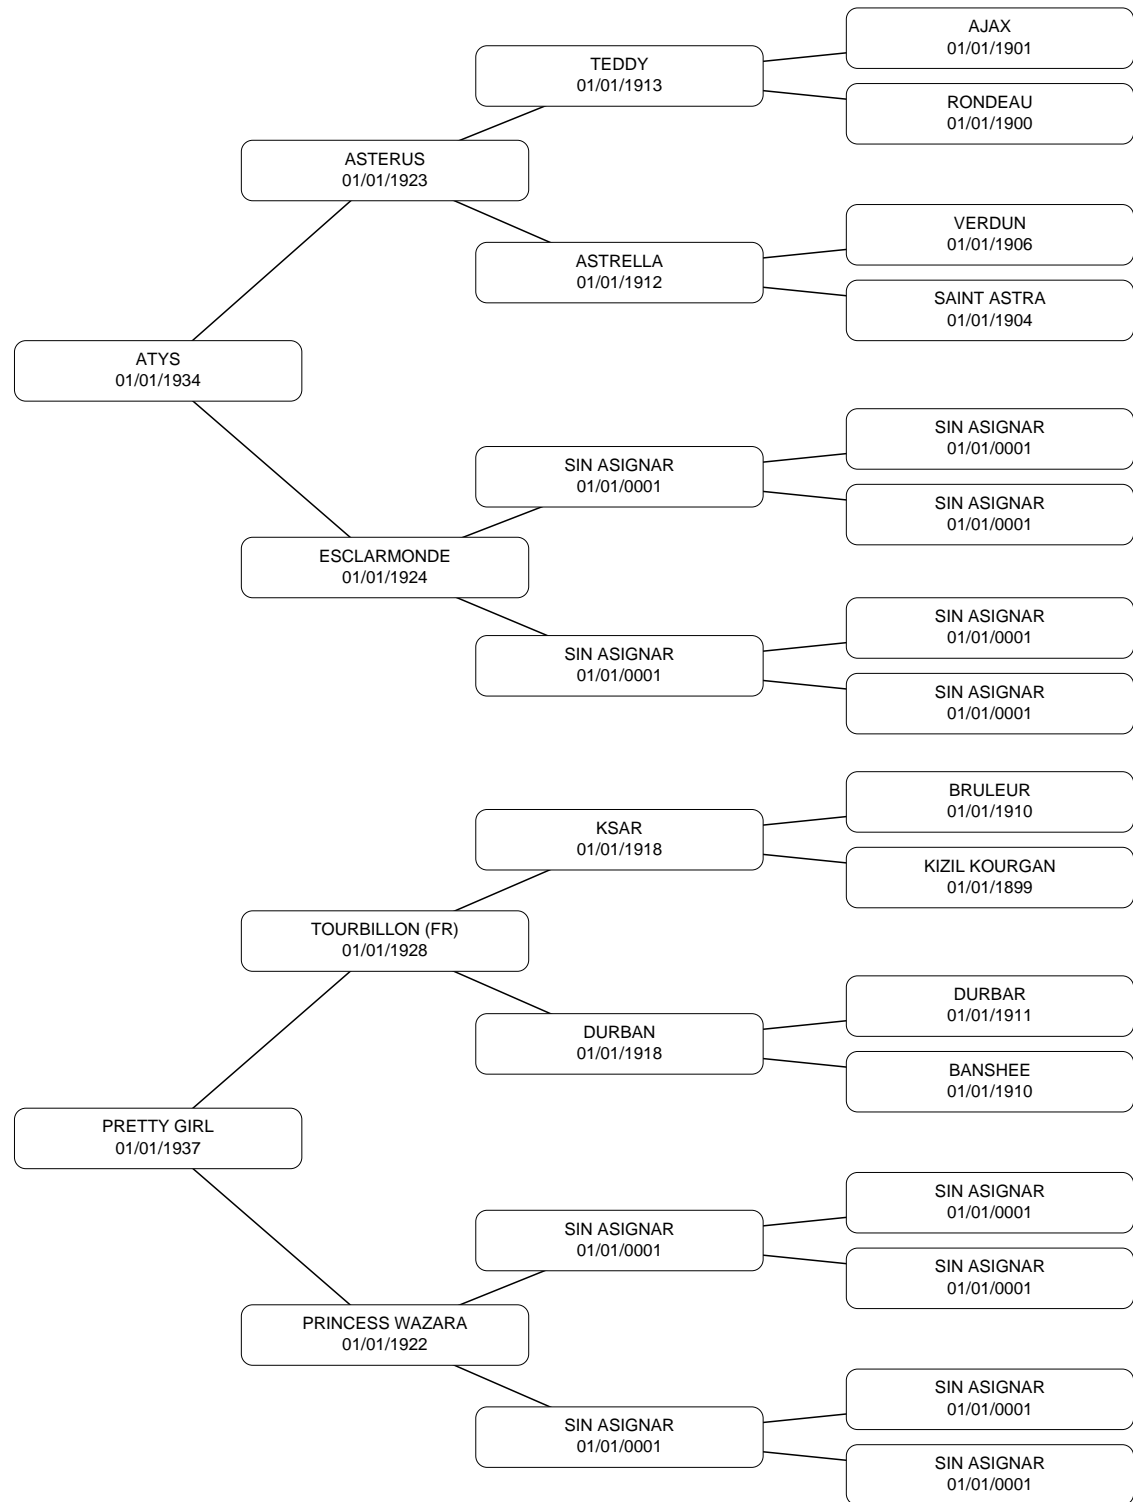 AJAX
01/01/1901
TEDDY
01/01/1913
RONDEAU
01/01/1900
ASTERUS
01/01/1923
VERDUN
01/01/1906
ASTRELLA
01/01/1912
SAINT ASTRA
01/01/1904
ATYS
01/01/1934
SIN ASIGNAR
01/01/0001
SIN ASIGNAR
01/01/0001
SIN ASIGNAR
01/01/0001
ESCLARMONDE
01/01/1924
SIN ASIGNAR
01/01/0001
SIN ASIGNAR
01/01/0001
SIN ASIGNAR
01/01/0001
BRULEUR
01/01/1910
KSAR
01/01/1918
KIZIL KOURGAN
01/01/1899
TOURBILLON (FR)
01/01/1928
DURBAR
01/01/1911
DURBAN
01/01/1918
BANSHEE
01/01/1910
PRETTY GIRL
01/01/1937
SIN ASIGNAR
01/01/0001
SIN ASIGNAR
01/01/0001
SIN ASIGNAR
01/01/0001
PRINCESS WAZARA
01/01/1922
SIN ASIGNAR
01/01/0001
SIN ASIGNAR
01/01/0001
SIN ASIGNAR
01/01/0001